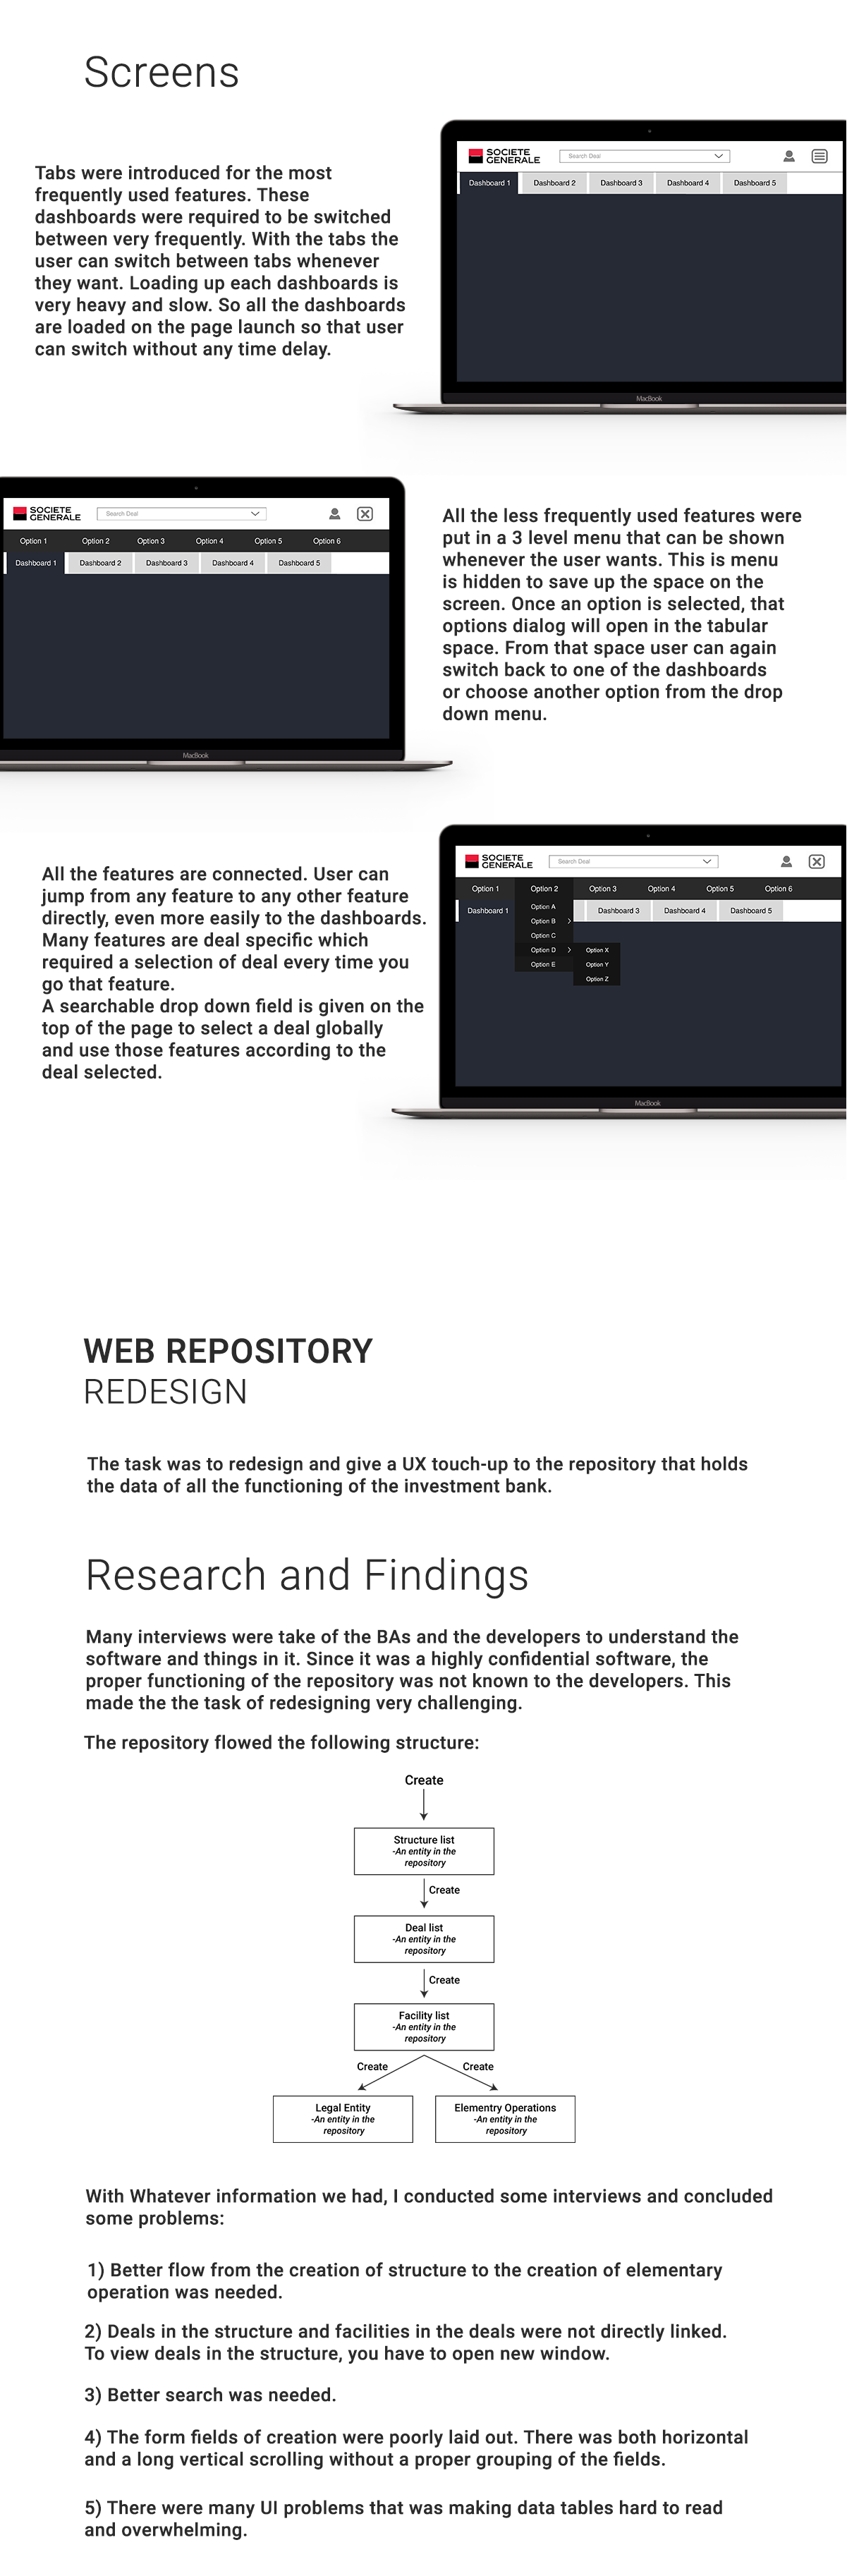 Screens
Tabs were introduced for the most
frequently used features. These
dashboards were required to be switched
between very frequently. With the tabs the
user can switch between tabs whenever
they want. Loading up each dashboards is
very heavy and slow. So all the dashboards
are loaded on the page launch so that user
can switch without any time delay.
SOCIETE
GENERALE
Search Deal
Dashboard 1 Dashboard 2 Dashboard 3 Dashboard 4 Dashboard 5
MacBook
SOCIETE
GENERALE
Search Deal
Option 1 Option 2 Option 3 Option 4 Option 5 Option 6
Dashboard 1 Dashboard 2 Dashboard 3 Dashboard 4 Dashboard 5
MacBook
All the less frequently used features were
put in a 3 level menu that can be shown
whenever the user wants. This is menu
is hidden to save up the space on the
screen. Once an option is selected, that
options dialog will open in the tabular
space. From that space user can again
switch back to one of the dashboards
or choose another option from the drop
down menu.
All the features are connected. User can
jump from any feature to any other feature
directly, even more easily to the dashboards.
Many features are deal specific which
required a selection of deal every time you
go that feature.
A searchable drop down field is given on the
top of the page to select a deal globally
and use those features according to the
deal selected.
SOCIETE
GENERALE
Search Deal
Option 1 Option 2 Option 3 Option 4 Option 5 Option 6
Dashboard 1 Dashboard 3 Dashboard 4 Dashboard 5
Option A
Option B
Option C
Option D Option X
Option E Option Y
Option Z
MacBook
WEB REPOSITORY
REDESIGN
The task was to redesign and give a UX touch-up to the repository that holds
the data of all the functioning of the investment bank.
Research and Findings
Many interviews were take of the BAs and the developers to understand the
software and things in it. Since it was a highly confidential software, the
proper functioning of the repository was not known to the developers. This
made the the task of redesigning very challenging.
The repository flowed the following structure:
Create
Structure list
-An entity in the
repository
Create
Deal list
-An entity in the
repository
Create
Facility list
-An entity in the
repository
Create Create
Legal Entity
-An entity in the
repository
Elementry Operations
-An entity in the
repository
With Whatever information we had, I conducted some interviews and concluded
some problems:
1) Better flow from the creation of structure to the creation of elementary
operation was needed.
2) Deals in the structure and facilities in the deals were not directly linked.
To view deals in the structure, you have to open new window.
3) Better search was needed.
4) The form fields of creation were poorly laid out. There was both horizontal
and a long vertical scrolling without a proper grouping of the fields.
5) There were many UI problems that was making data tables hard to read
and overwhelming.